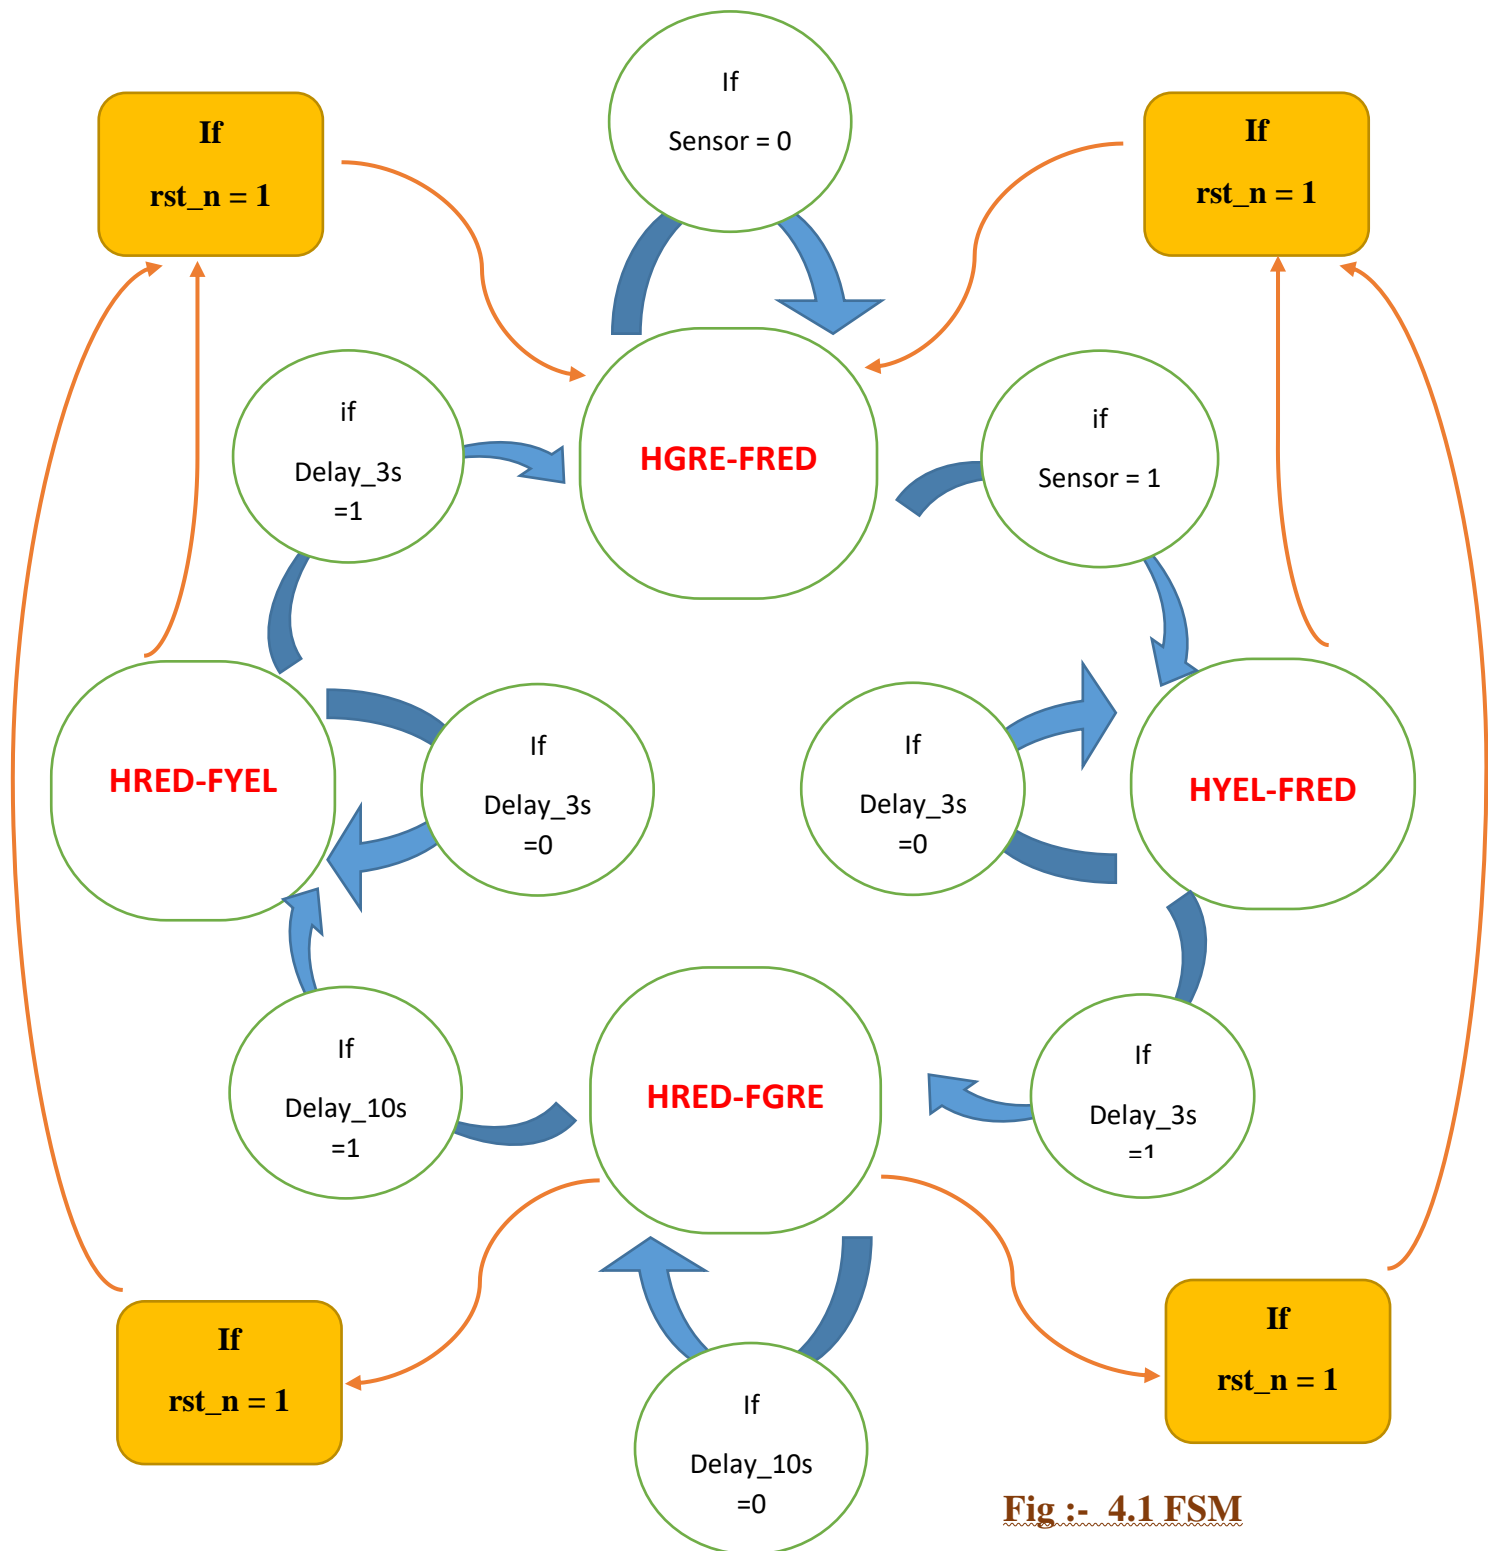 If
Sensor = 0
If
rst_n = 1
If
rst_n = 1
if
Delay_3s
=1
HGRE-FRED
if
Sensor = 1
HRED-FYEL
If
Delay_3s
=0
If
Delay_3s
=0
HYEL-FRED
If
Delay_10s
=1
HRED-FGRE
If
Delay_3s
=1
If
rst_n = 1
If
Delay_10s
=0
If
rst_n = 1
Fig :- 4.1 FSM